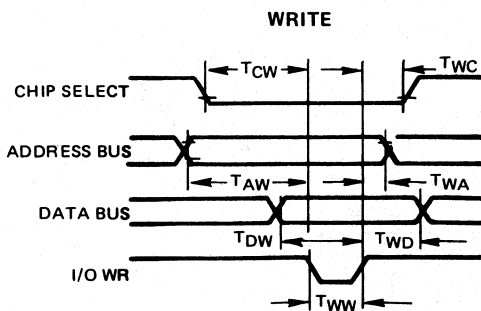 WRITE
TCW
TWC
CHIP SELECT
ADDRESS BUS
TAW
TWA
DATA BUS
TDW
TWD
I/O WR
TWW